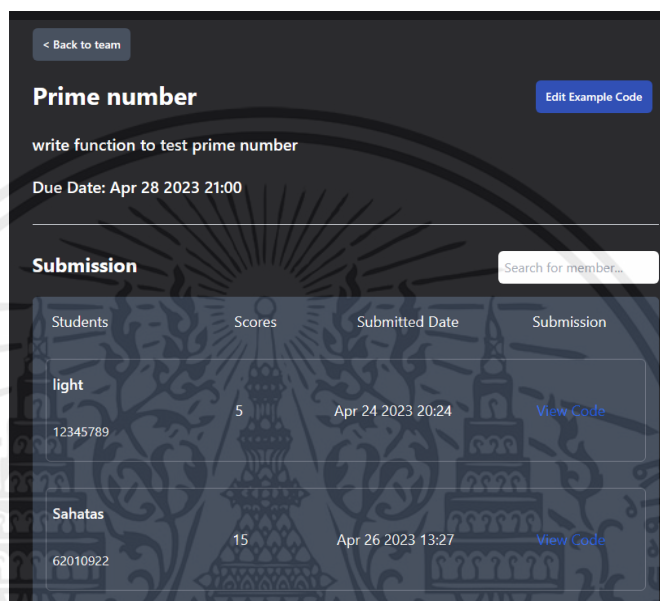 < Back to team
Prime number
Edit Example Code
write function to test prime number
Due Date: Apr 28 2023 21:00
Submission
Search for member...
Students Scores Submitted Date Submission
light
12345789
5 Apr 24 2023 20:24 View Code
Sahatas
62010922
15 Apr 26 2023 13:27 View Code